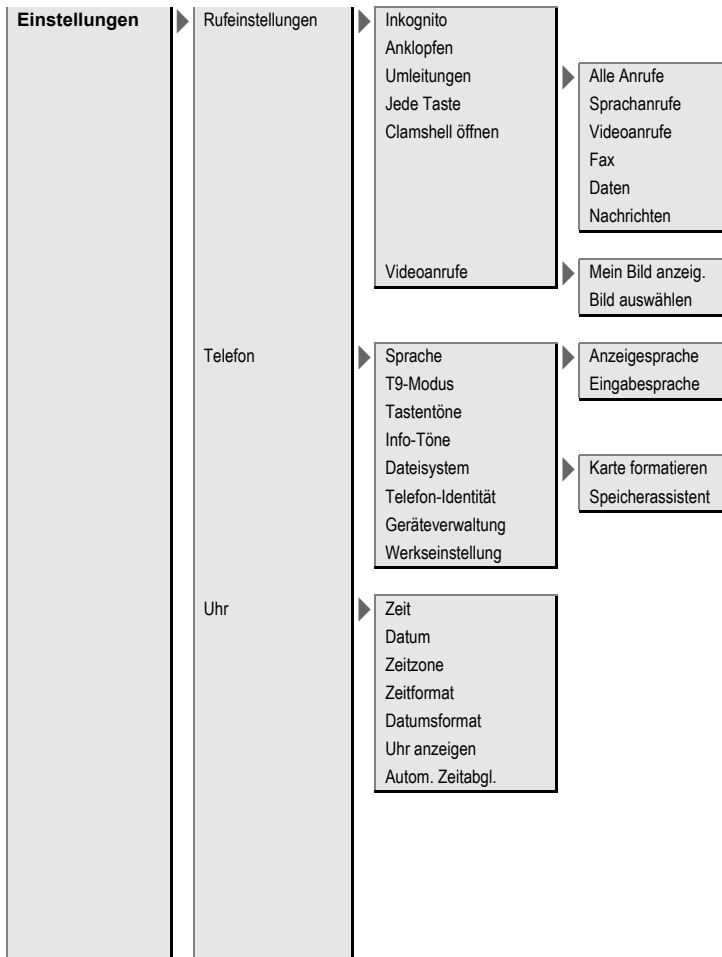 Einstellungen
Rufeinstellungen
Inkognito
Anklopfen
Umleitungen
Alle Anrufe
Sprachanrufe
Videoanrufe
Fax
Daten
Nachrichten
Jede Taste
Clamshell öffnen
Videoanrufe
Mein Bild anzeig.
Bild auswählen
Telefon
Sprache
Anzeigesprache
Eingabesprache
T9-Modus
Tastentöne
Info-Töne
Dateisystem
Karte formatieren
Speicherassistent
Telefon-Identität
Geräteverwaltung
Werkseinstellung
Uhr
Zeit
Datum
Zeitzone
Zeitformat
Datumsformat
Uhr anzeigen
Autom. Zeitabgl.